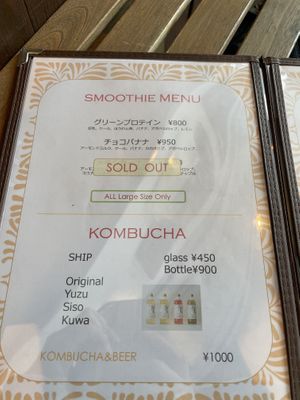 SMOOTHIE MENU
グリーンプロテイン ¥800
チョコバナナ ¥950
SOLD OUT
ALL Large Size Only
KOMBUCHA
SHIP glass ¥450
Bottle¥900
Original
Yuzu
Siso
Kuwa
KOMBUCHA&BEER ¥1000